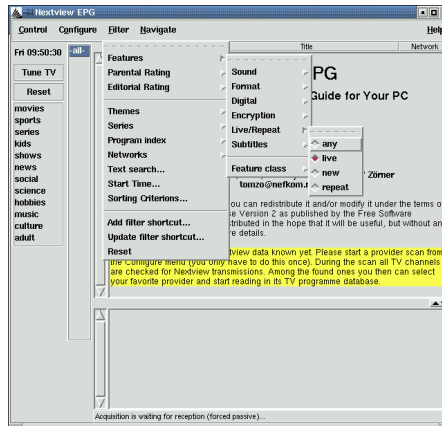 Nextview EPG
Control Configure Filter Navigate Help
Fri 09:50:30
Tune TV
Reset
movies
sports
series
kids
shows
news
social
science
hobbies
music
culture
adult
-all-
Features
Parental Rating
Editorial Rating
Themes
Series
Program index
Networks
Text search...
Start Time...
Sorting Criterions...
Add filter shortcut...
Update filter shortcut...
Reset
Sound
Format
Digital
Encryption
Live/Repeat
Subtitles
Feature class
any
live
new
repeat
Title Network
PG
Guide for Your PC
Zörner
tomzo@nefkom.
ou can redistribute it and/or modify it under the terms o
e Version 2 as published by the Free Software
stributed in the hope that it will be useful, but without an
re details.
tview data known yet. Please start a provider scan from
the Configure menu (you only have to do this once). During the scan all TV channels
are checked for Nextview transmissions. Among the found ones you then can select
your favorite provider and start reading in its TV programme database.
Acquisition is waiting for reception (forced passive)...